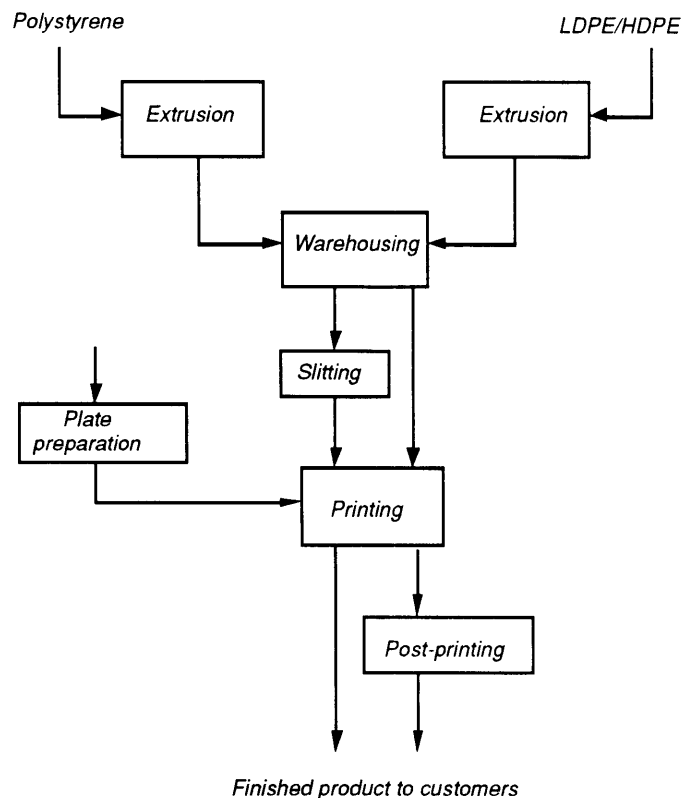 Polystyrene
LDPE/HDPE
Extrusion
Extrusion
Warehousing
Slitting
Plate
preparation
Printing
Post-printing
Finished product to customers